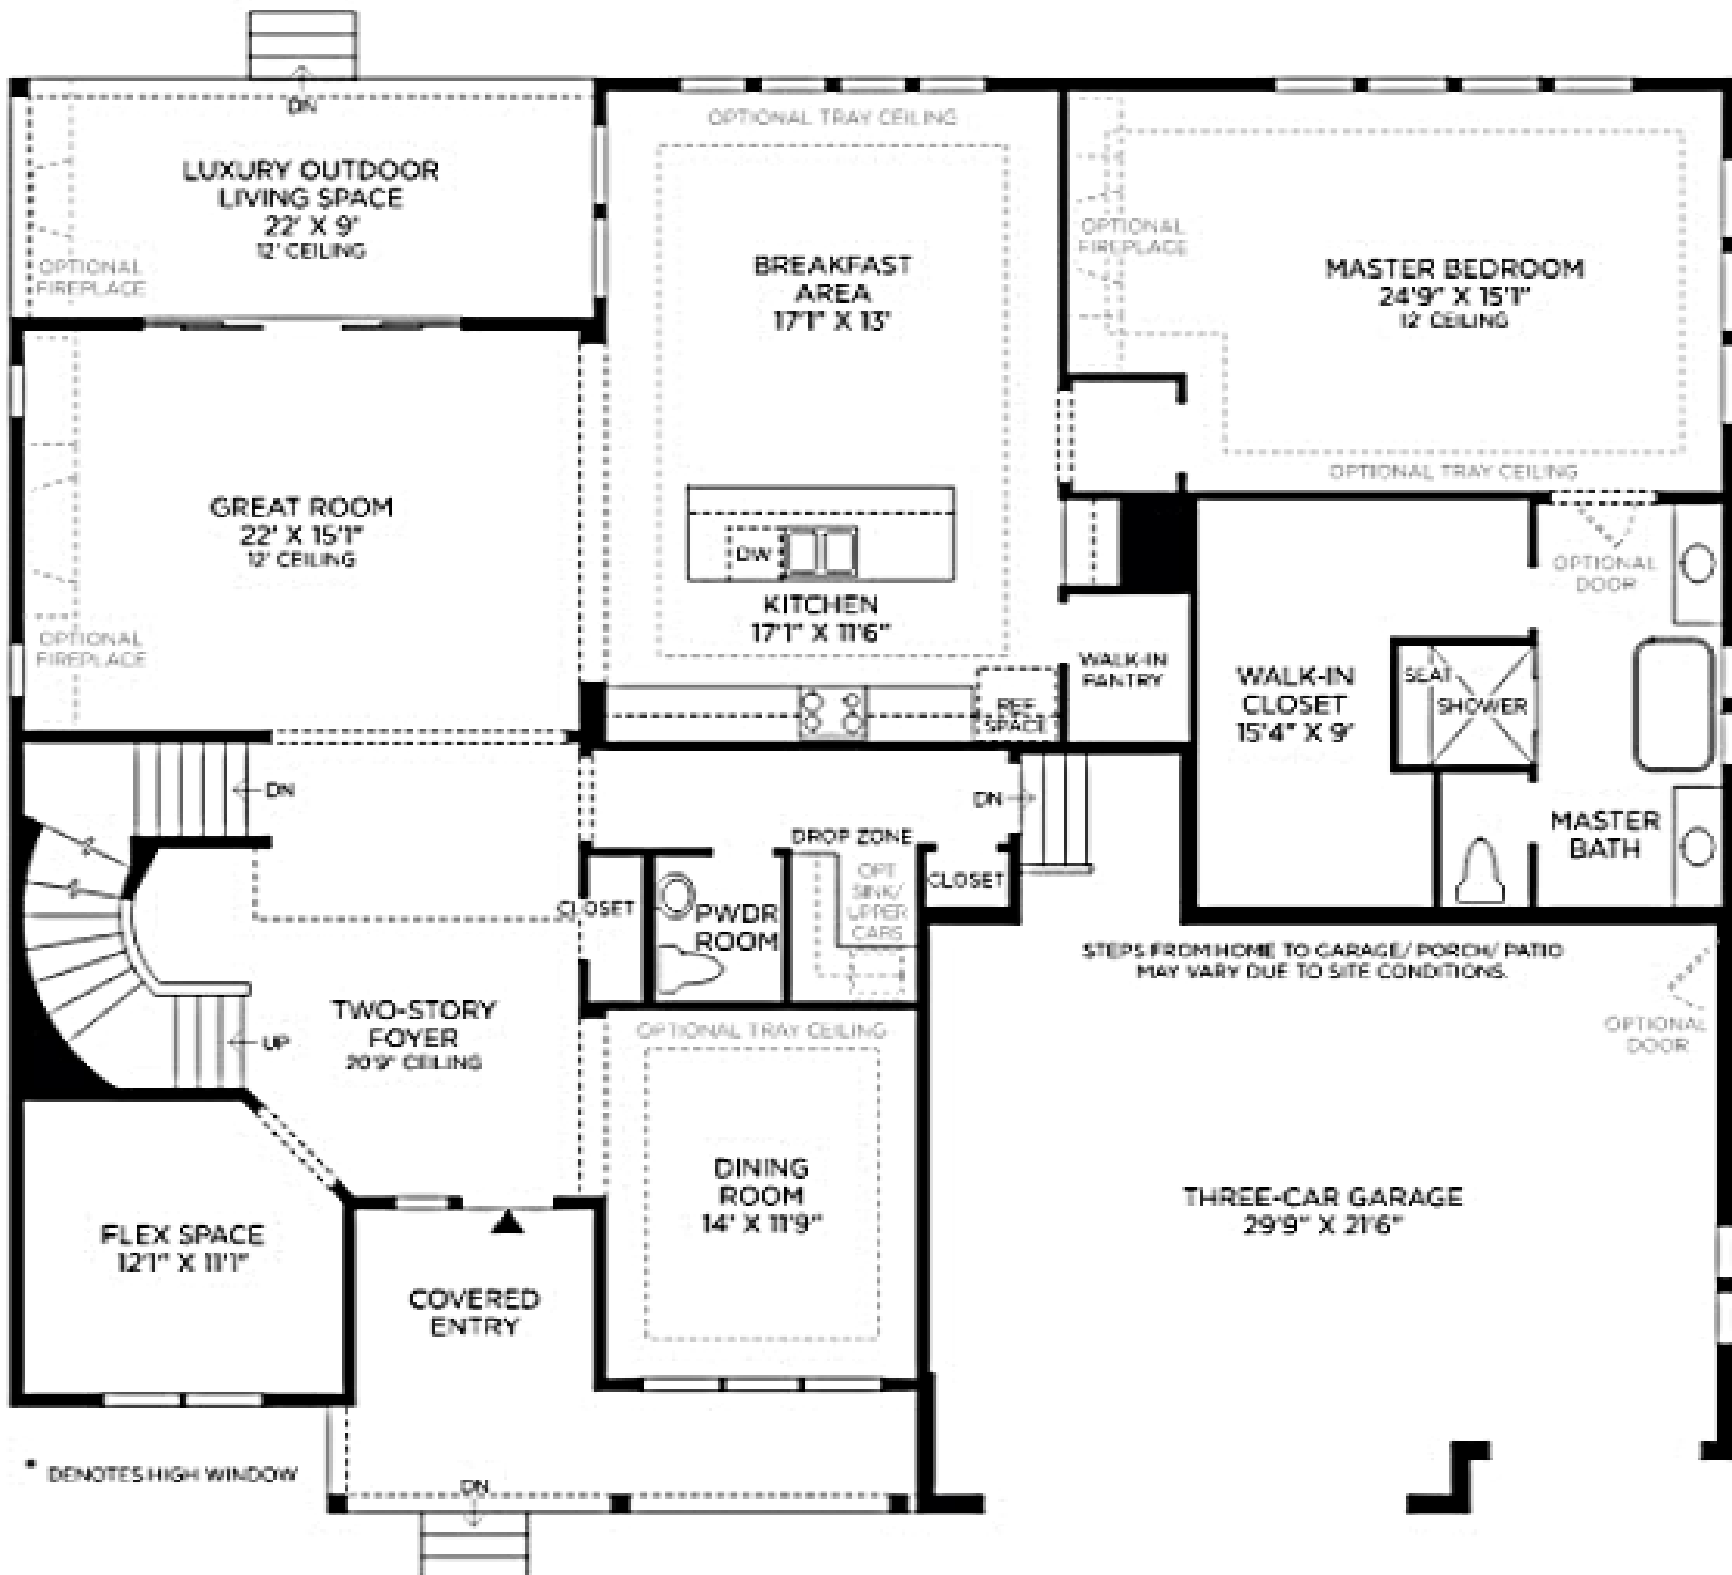 DN
LUXURY OUTDOOR
LIVING SPACE
22' X 9'
12' CEILING
OPTIONAL
FIREPLACE
OPTIONAL TRAY CEILING
BREAKFAST
AREA
17'1" X 13'
OPTIONAL
FIREPLACE
MASTER BEDROOM
24'9" X 15'1"
12' CEILING
OPTIONAL TRAY CEILING
GREAT ROOM
22' X 15'1"
12' CEILING
OPTIONAL
FIREPLACE
DW
KITCHEN
17'1" X 11'6"
REF
SPACE
WALK-IN
PANTRY
WALK-IN
CLOSET
15'4" X 9'
SEAT
SHOWER
OPTIONAL
DOOR
MASTER
BATH
DN
DN
DROP ZONE
CLOSET
PWDR
ROOM
OPT
SINK/
UPPER
CABS
CLOSET
STEPS FROM HOME TO GARAGE/ PORCH/ PATIO
MAY VARY DUE TO SITE CONDITIONS.
OPTIONAL
DOOR
UP
TWO-STORY
FOYER
20'9" CEILING
OPTIONAL TRAY CEILING
DINING
ROOM
14' X 11'9"
THREE-CAR GARAGE
29'9" X 21'6"
FLEX SPACE
12'1" X 11'1"
COVERED
ENTRY
* DENOTES HIGH WINDOW
DN